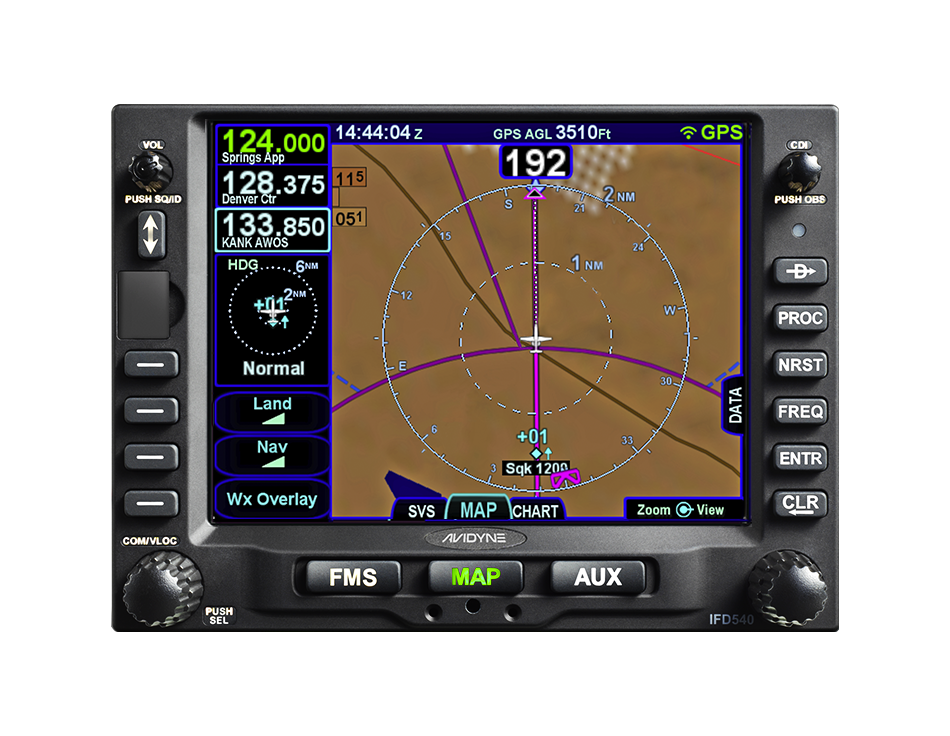 VOL
PUSH SQ/ID
124.000
Springs App
128.375
Denver Ctr
133.850
KANK AWOS
HDG
6NM
2NM
+01
Normal
Land
Nav
Wx Overlay
14:44:04 Z
GPS AGL 3510Ft
GPS
192
115
051
2 NM
1 NM
S
21
24
W
30
33
3
6
E
12
15
+01
Sqk 1200
DATA
SVS
MAP
CHART
Zoom
View
CDI
PUSH OBS
D
PROC
NRST
FREQ
ENTR
CLR
COM/VLOC
PUSH
SEL
AVIDYNE
FMS
MAP
AUX
IFD540